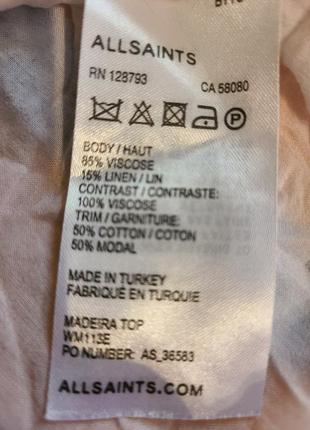 ALLSAINTS
RN 128793 CA 58080
P
BODY / HAUT
85% VISCOSE
15% LINEN / LIN
CONTRAST / CONTRASTE:
100% VISCOSE
TRIM / GARNITURE:
50% COTTON / COTON
50% MODAL
MADE IN TURKEY
FABRIQUÉ EN TURQUIE
MADEIRA TOP
WM113E
PO NUMBER: AS_36583
ALLSAINTS.COM